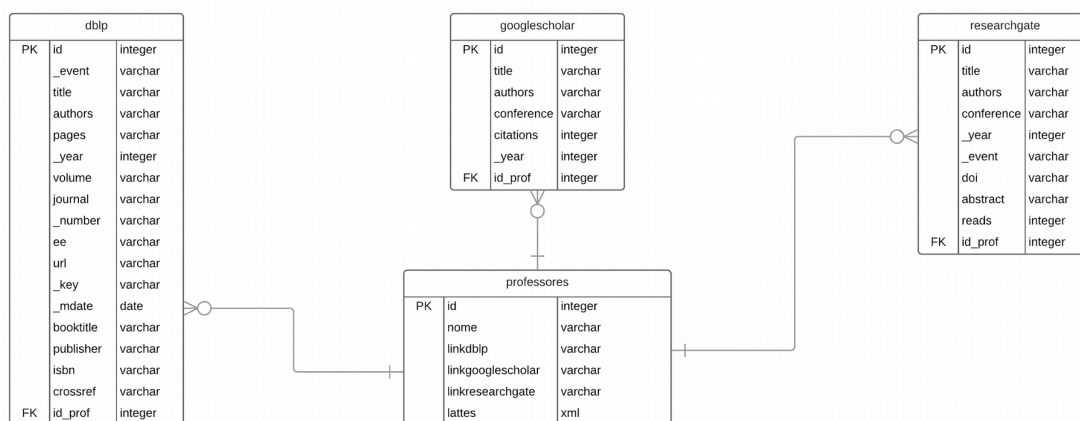 dblp
PK id integer
_event varchar
title varchar
authors varchar
pages varchar
_year integer
volume varchar
journal varchar
_number varchar
ee varchar
url varchar
_key varchar
_mdate date
booktitle varchar
publisher varchar
isbn varchar
crossref varchar
FK id_prof integer
googlescholar
PK id integer
title varchar
authors varchar
conference varchar
citations integer
_year integer
FK id_prof integer
professores
PK id integer
nome varchar
linkdblp varchar
linkgooglescholar varchar
linkresearchgate varchar
lattes xml
researchgate
PK id integer
title varchar
authors varchar
conference varchar
_year integer
_event varchar
doi varchar
abstract varchar
reads integer
FK id_prof integer